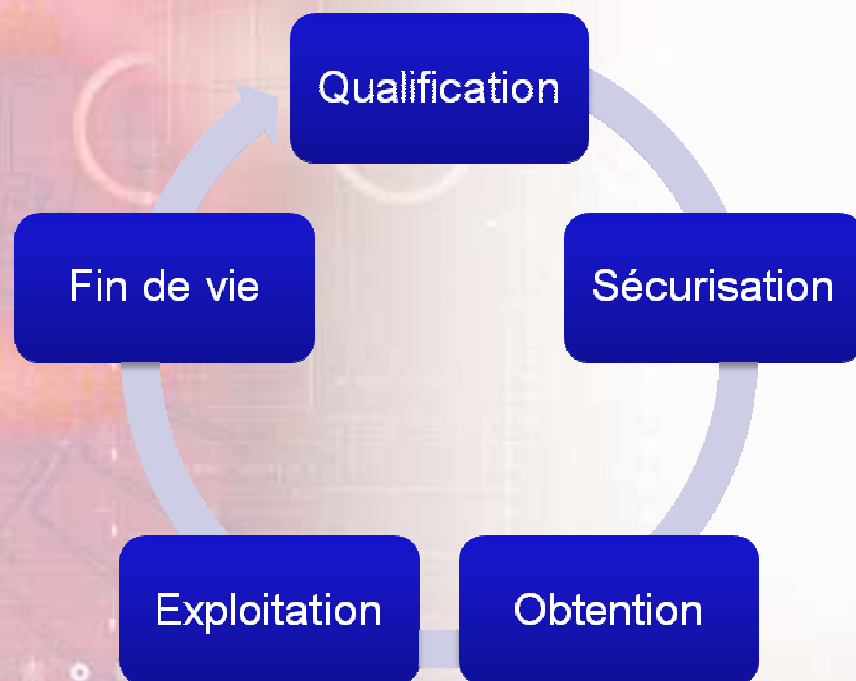 Qualification
Sécurisation
Obtention
Exploitation
Fin de vie